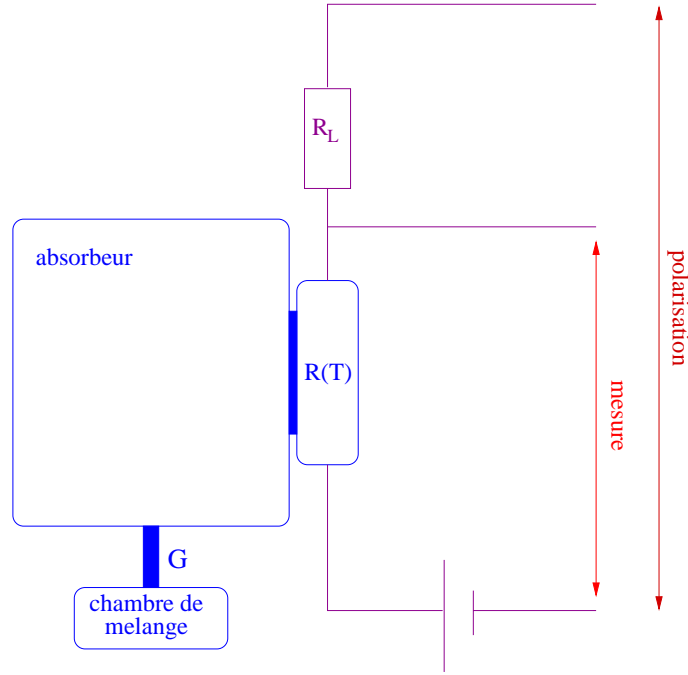 R_L
absorbeur
R(T)
G
chambre de
melange
mesure
polarisation